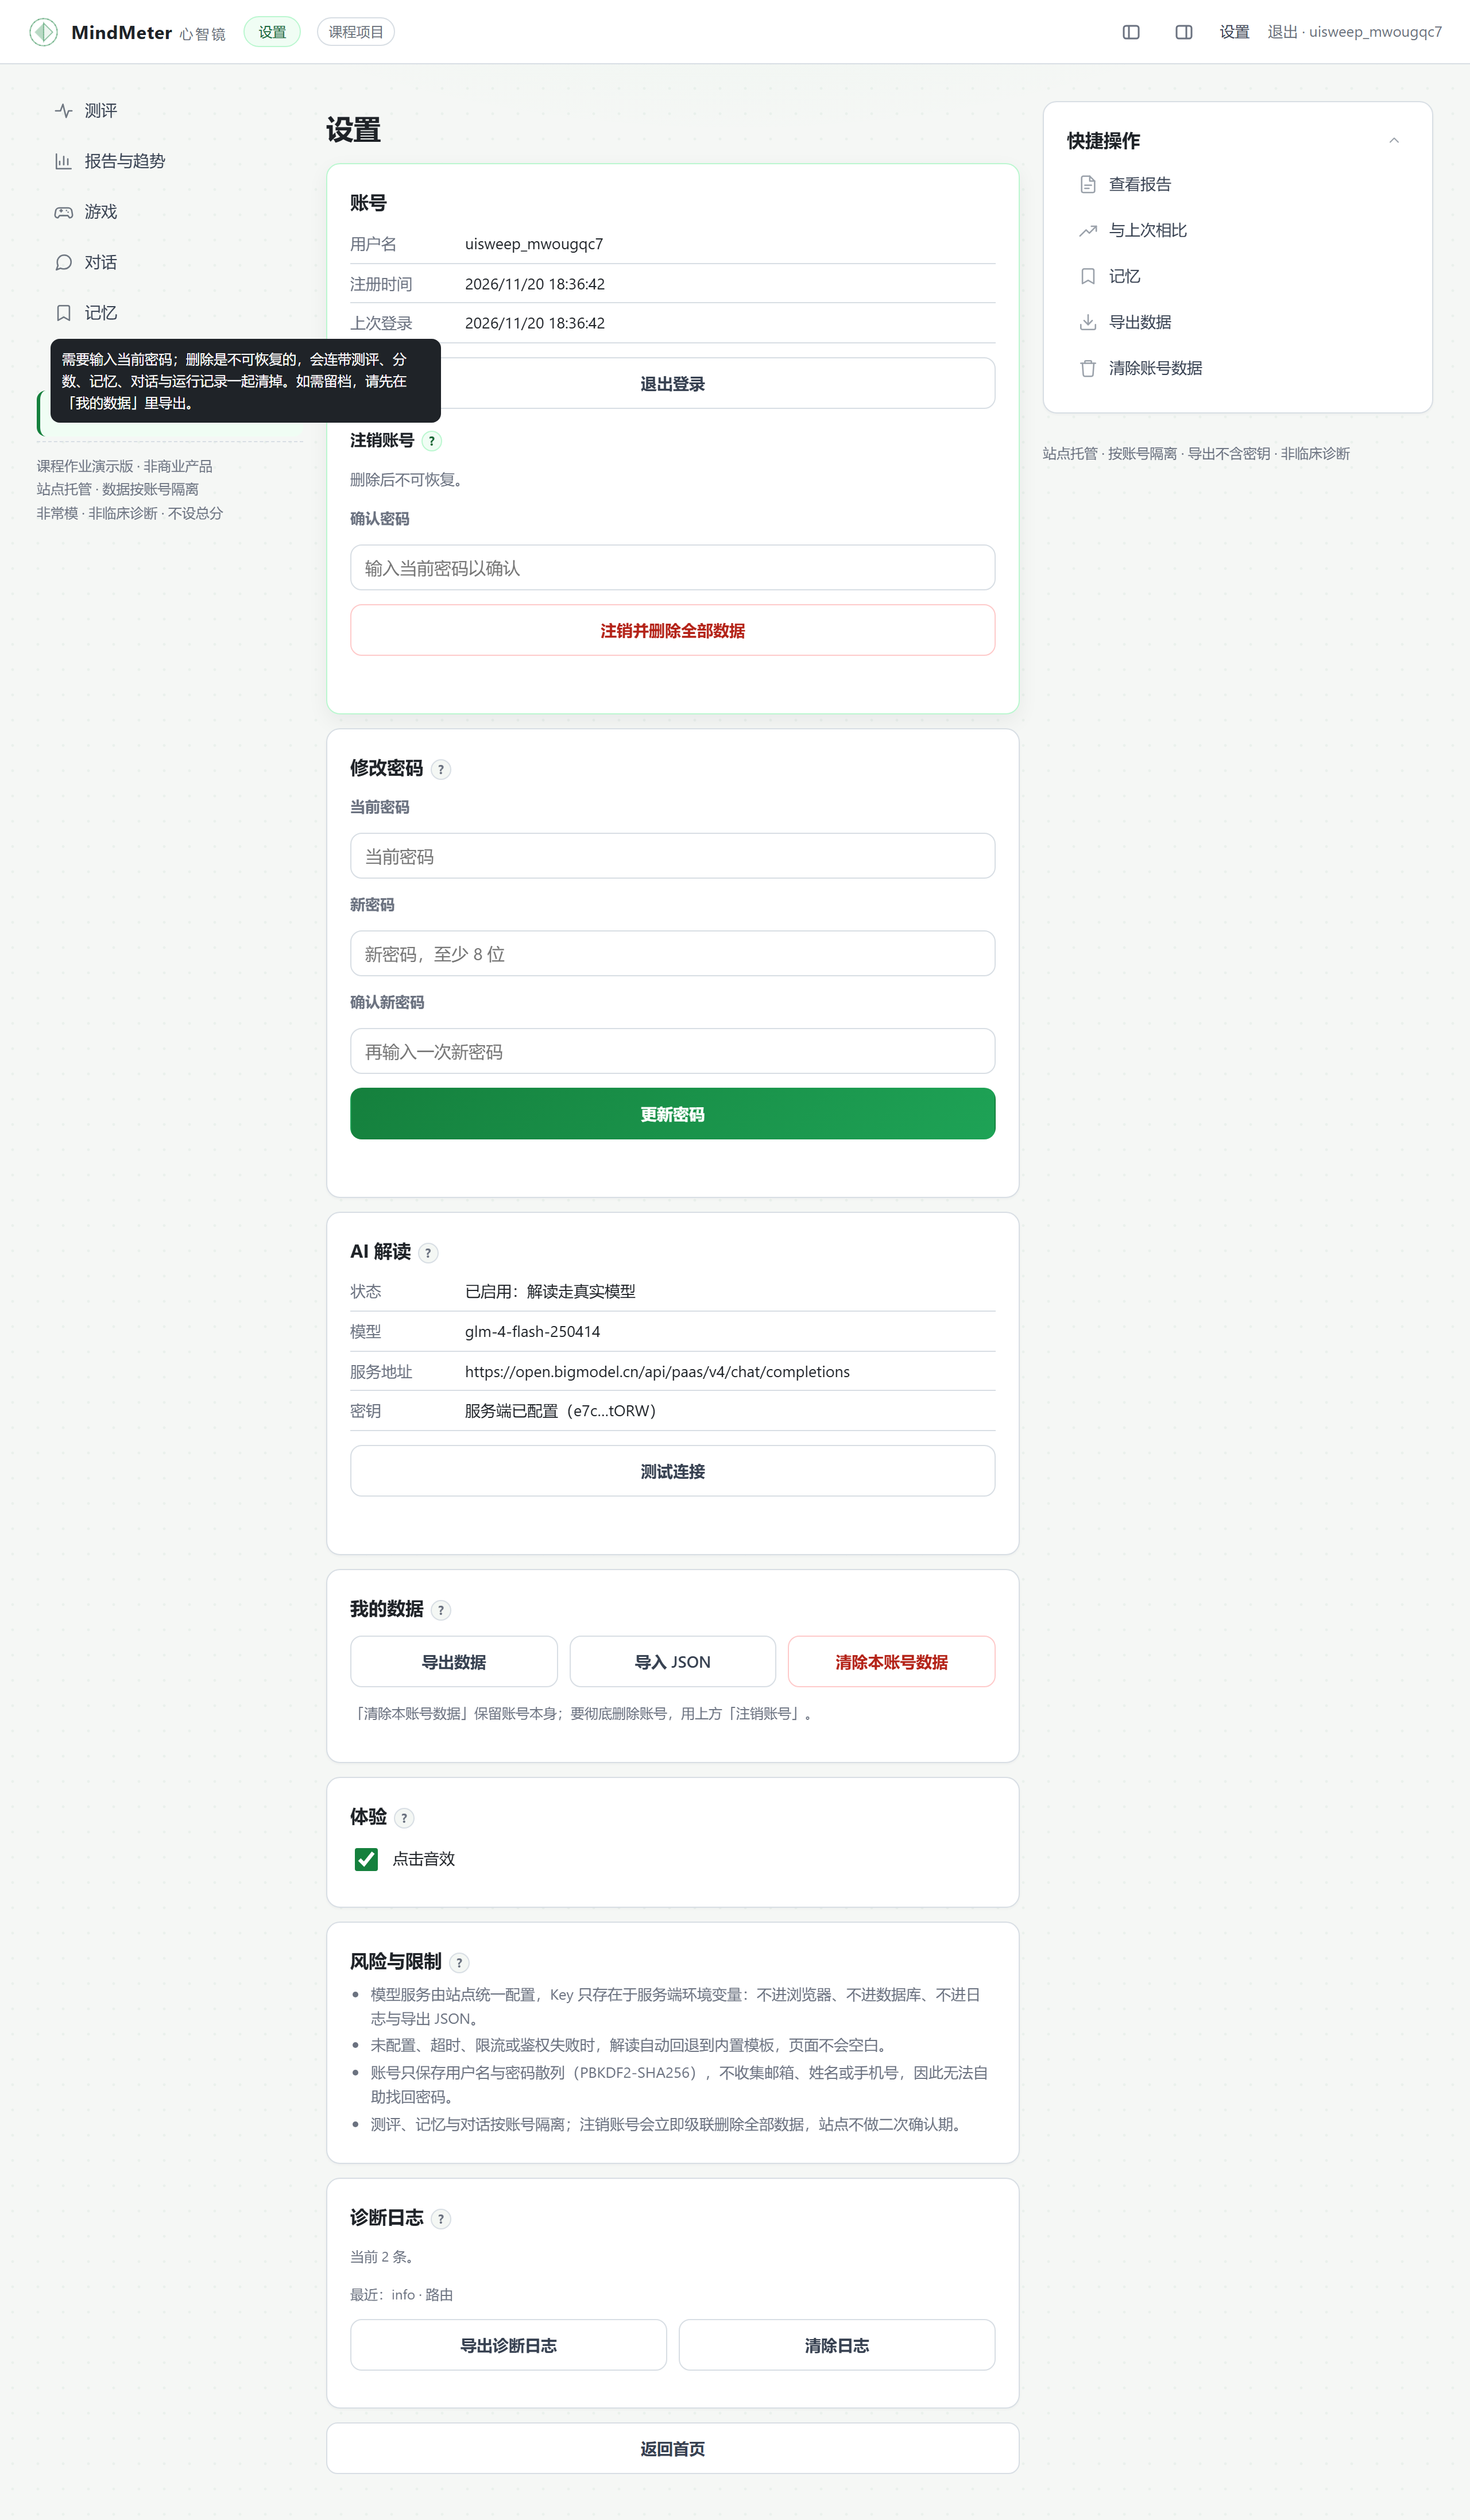 MindMeter 心智镜
设置
课程项目
设置
退出 · uisweep_mwougqc7
测评
报告与趋势
游戏
对话
记忆
需要输入当前密码；删除是不可恢复的，会连带测评、分
数、记忆、对话与运行记录一起清掉。如需留档，请先在
「我的数据」里导出。
课程作业演示版 · 非商业产品
站点托管 · 数据按账号隔离
非常模 · 非临床诊断 · 不设总分
设置
账号
用户名 uisweep_mwougqc7
注册时间 2026/11/20 18:36:42
上次登录 2026/11/20 18:36:42
退出登录
注销账号 ?
删除后不可恢复。
确认密码
输入当前密码以确认
注销并删除全部数据
修改密码 ?
当前密码
当前密码
新密码
新密码，至少 8 位
确认新密码
再输入一次新密码
更新密码
AI 解读 ?
状态 已启用：解读走真实模型
模型 glm-4-flash-250414
服务地址 https://open.bigmodel.cn/api/paas/v4/chat/completions
密钥 服务端已配置（e7c…tORW）
测试连接
我的数据 ?
导出数据
导入 JSON
清除本账号数据
「清除本账号数据」保留账号本身；要彻底删除账号，用上方「注销账号」。
体验 ?
点击音效
风险与限制 ?
模型服务由站点统一配置，Key 只存在于服务端环境变量：不进浏览器、不进数据库、不进日
志与导出 JSON。
未配置、超时、限流或鉴权失败时，解读自动回退到内置模板，页面不会空白。
账号只保存用户名与密码散列（PBKDF2-SHA256），不收集邮箱、姓名或手机号，因此无法自
助找回密码。
测评、记忆与对话按账号隔离；注销账号会立即级联删除全部数据，站点不做二次确认期。
诊断日志 ?
当前 2 条。
最近：info · 路由
导出诊断日志
清除日志
返回首页
快捷操作
查看报告
与上次相比
记忆
导出数据
清除账号数据
站点托管 · 按账号隔离 · 导出不含密钥 · 非临床诊断